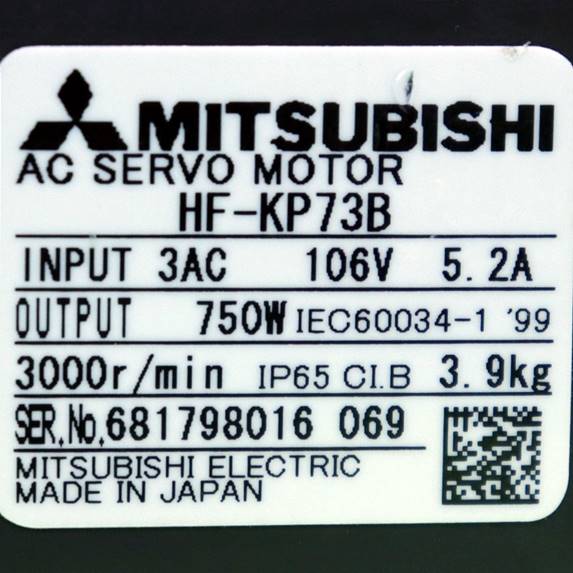 MITSUBISHI
AC SERVO MOTOR
HF-KP73B
INPUT 3AC 106V 5.2A
OUTPUT 750W IEC60034-1 '99
3000r/min IP65 CI.B 3.9kg
SER.No.681798016 069
MITSUBISHI ELECTRIC
MADE IN JAPAN